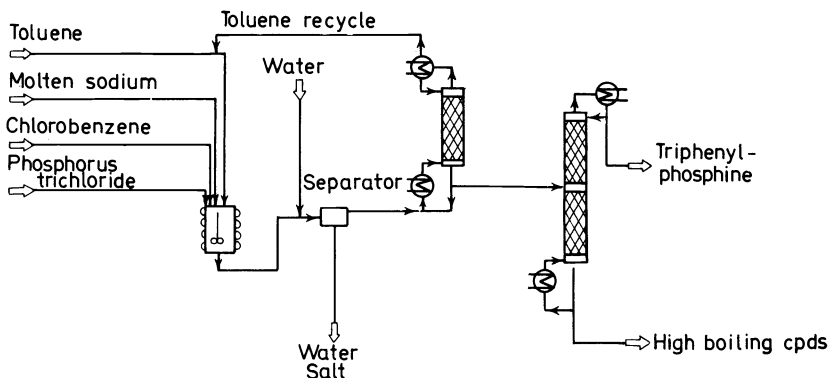 Toluene recycle
Toluene
Water
Molten sodium
Chlorobenzene
Phosphorus
trichloride
Separator
Triphenyl-
phosphine
Water
Salt
High boiling cpds